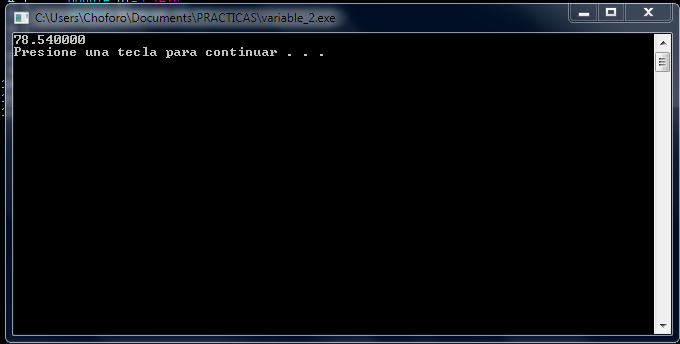 C:\Users\Choforo\Documents\PRACTICAS\variable_2.exe
78.540000
Presione una tecla para continuar . . .